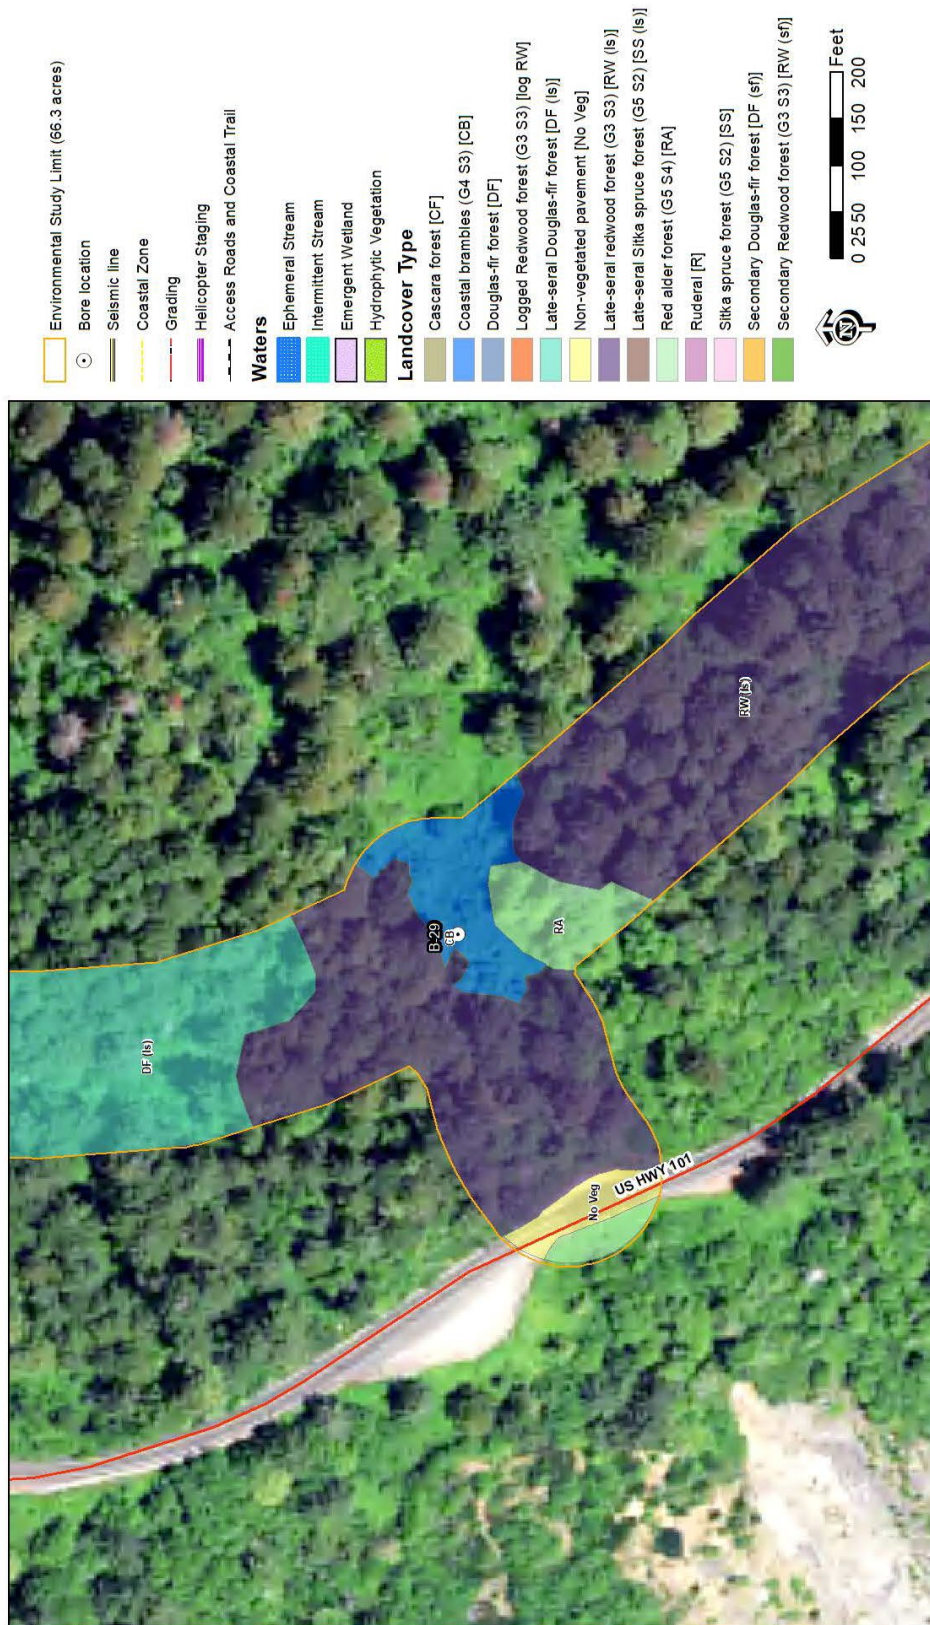 DF (ls)
B-29
cB
RA
No Veg
US HWY 101
RW (ls)
Environmental Study Limit (66.3 acres)
Bore location
Seismic line
Coastal Zone
Grading
Helicopter Staging
Access Roads and Coastal Trail
Waters
Ephemeral Stream
Intermittent Stream
Emergent Wetland
Hydrophytic Vegetation
Landcover Type
Cascara forest [CF]
Coastal brambles (G4 S3) [CB]
Douglas-fir forest [DF]
Logged Redwood forest (G3 S3) [log RW]
Late-seral Douglas-fir forest [DF (ls)]
Non-vegetated pavement [No Veg]
Late-seral redwood forest (G3 S3) [RW (ls)]
Late-seral Sitka spruce forest (G5 S2) [SS (ls)]
Red alder forest (G5 S4) [RA]
Ruderal [R]
Sitka spruce forest (G5 S2) [SS]
Secondary Douglas-fir forest [DF (sf)]
Secondary Redwood forest (G3 S3) [RW (sf)]
N
Feet
0 25 50 100 150 200